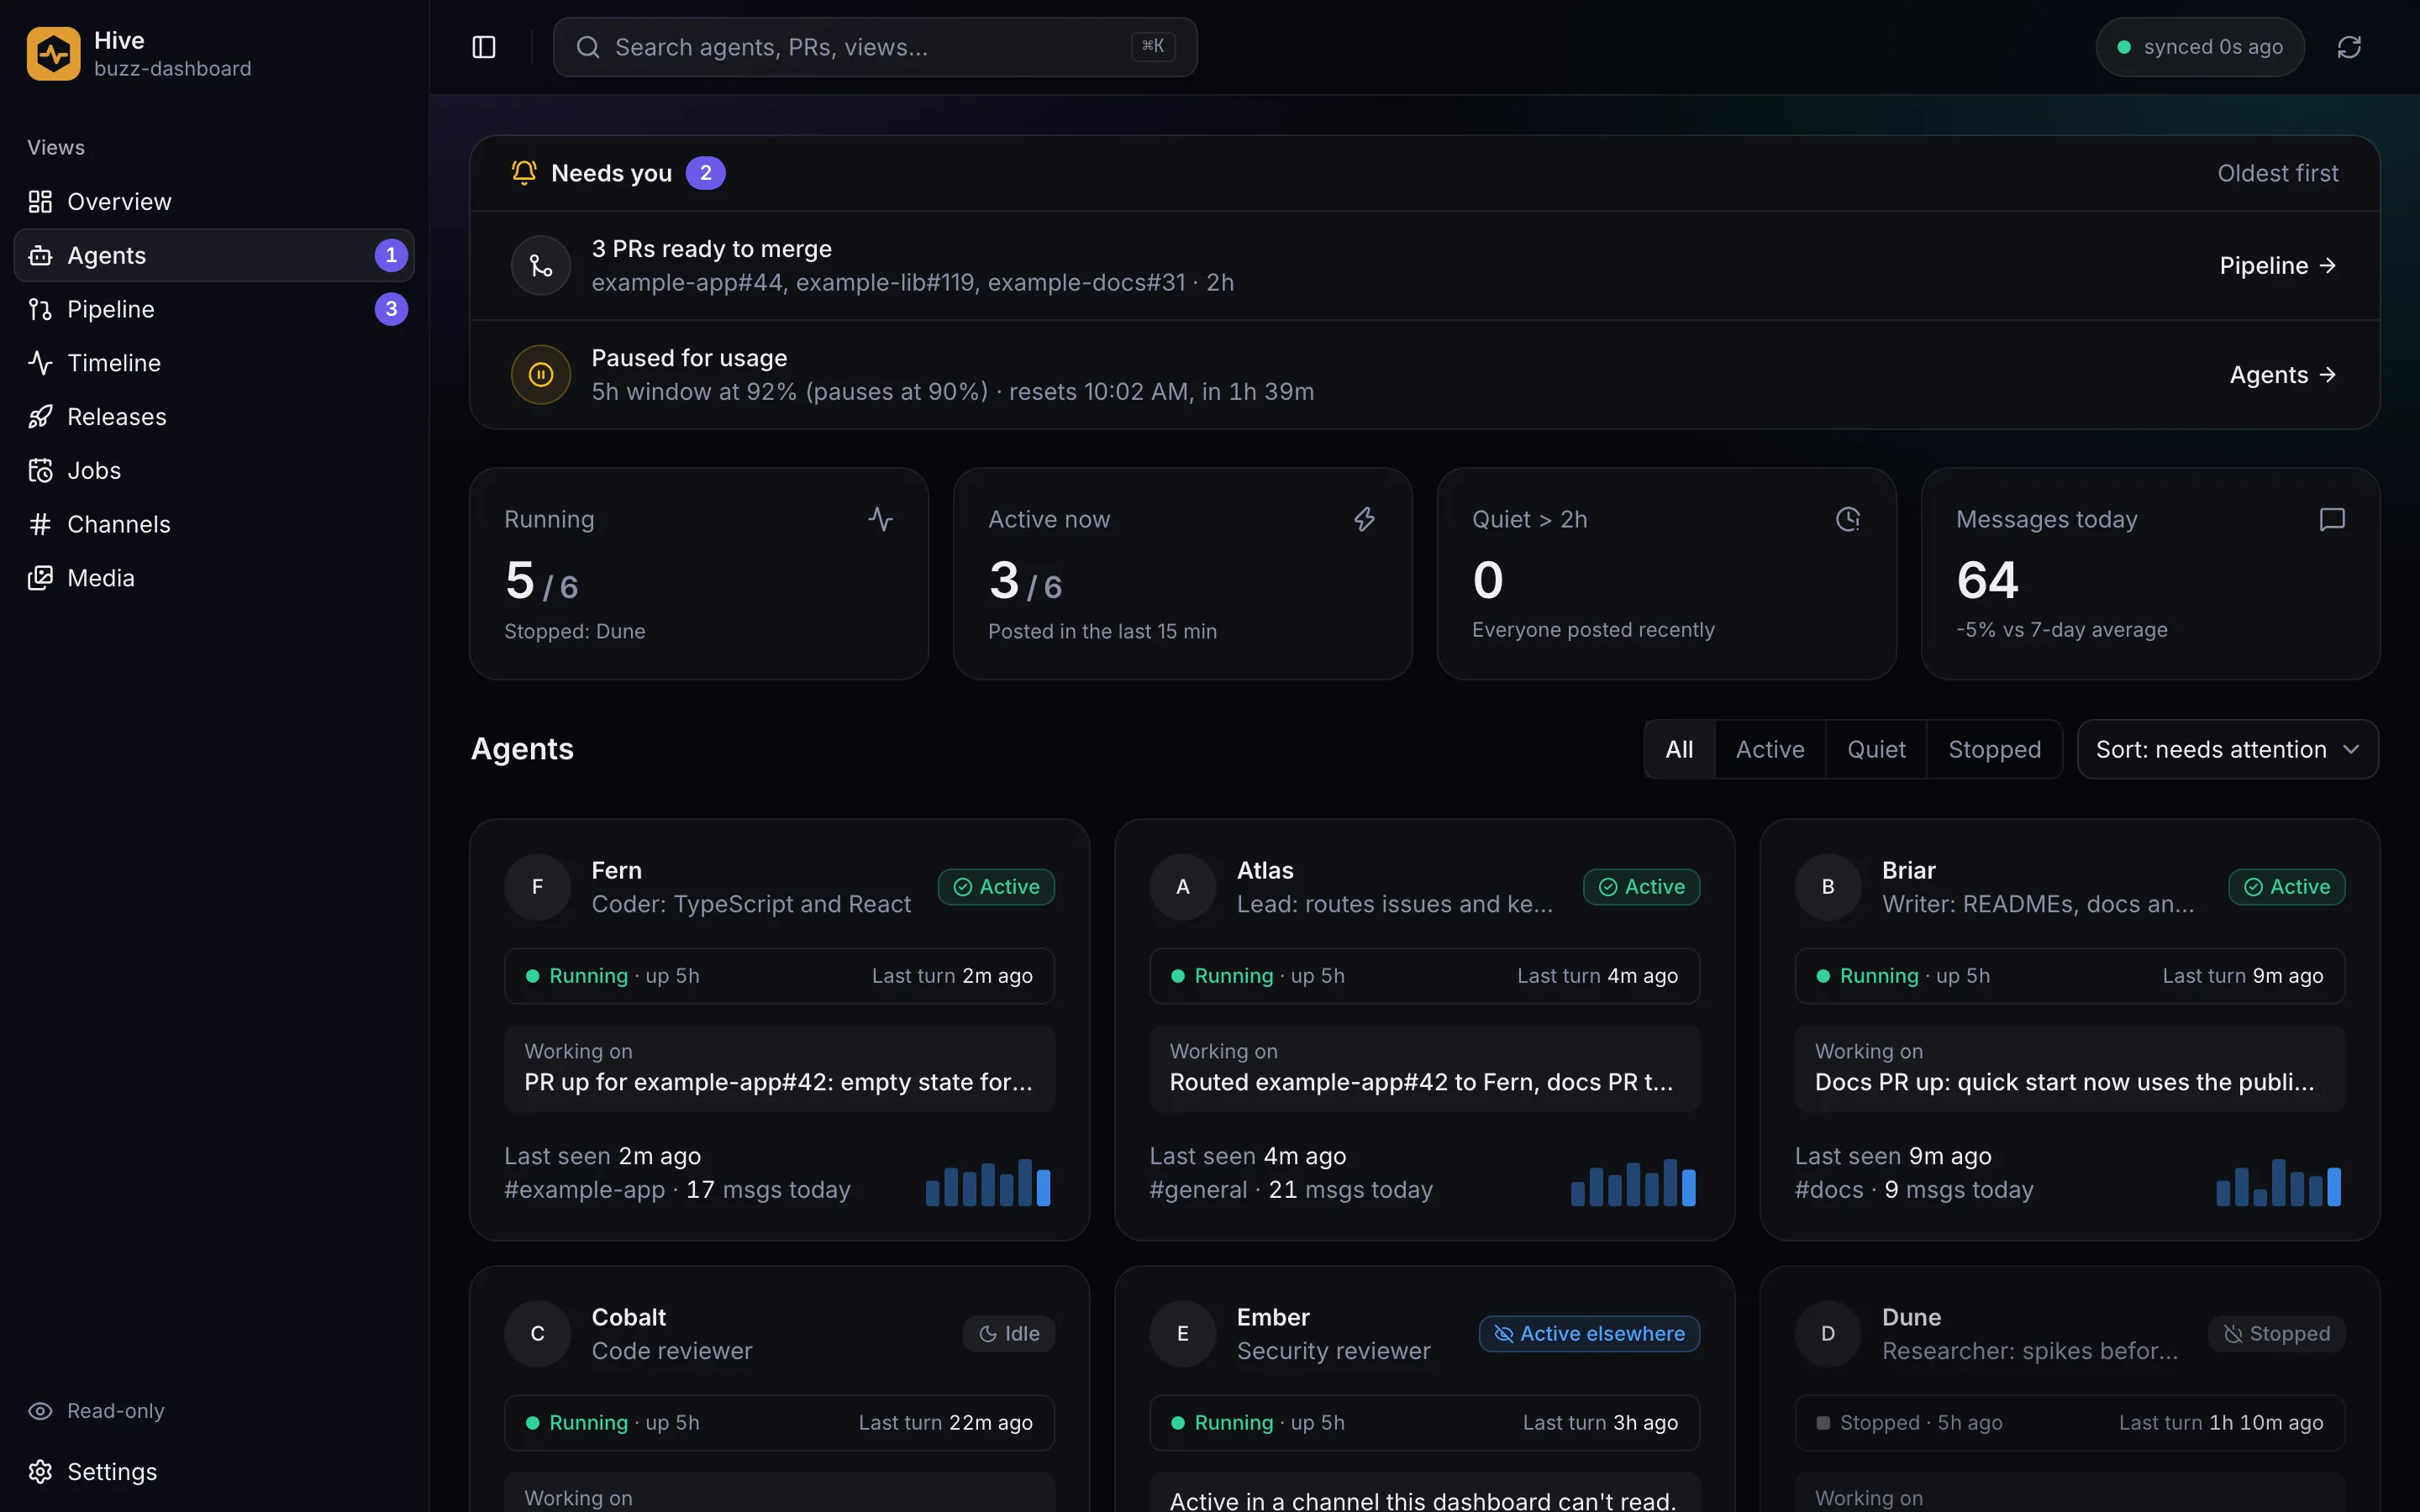 Hive
buzz-dashboard
Views
Overview
Agents 1
Pipeline 3
Timeline
Releases
Jobs
Channels
Media
Read-only
Settings
Search agents, PRs, views... ⌘K
synced 0s ago
Needs you 2
Oldest first
3 PRs ready to merge
example-app#44, example-lib#119, example-docs#31 · 2h
Pipeline →
Paused for usage
5h window at 92% (pauses at 90%) · resets 10:02 AM, in 1h 39m
Agents →
Running
5 / 6
Stopped: Dune
Active now
3 / 6
Posted in the last 15 min
Quiet > 2h
0
Everyone posted recently
Messages today
64
-5% vs 7-day average
Agents
All Active Quiet Stopped
Sort: needs attention
F
Fern
Coder: TypeScript and React
Active
Running · up 5h
Last turn 2m ago
Working on
PR up for example-app#42: empty state for...
Last seen 2m ago
#example-app · 17 msgs today
A
Atlas
Lead: routes issues and ke...
Active
Running · up 5h
Last turn 4m ago
Working on
Routed example-app#42 to Fern, docs PR t...
Last seen 4m ago
#general · 21 msgs today
B
Briar
Writer: READMEs, docs an...
Active
Running · up 5h
Last turn 9m ago
Working on
Docs PR up: quick start now uses the publi...
Last seen 9m ago
#docs · 9 msgs today
C
Cobalt
Code reviewer
Idle
Running · up 5h
Last turn 22m ago
Working on
E
Ember
Security reviewer
Active elsewhere
Running · up 5h
Last turn 3h ago
Active in a channel this dashboard can't read.
D
Dune
Researcher: spikes befor...
Stopped
Stopped · 5h ago
Last turn 1h 10m ago
Working on